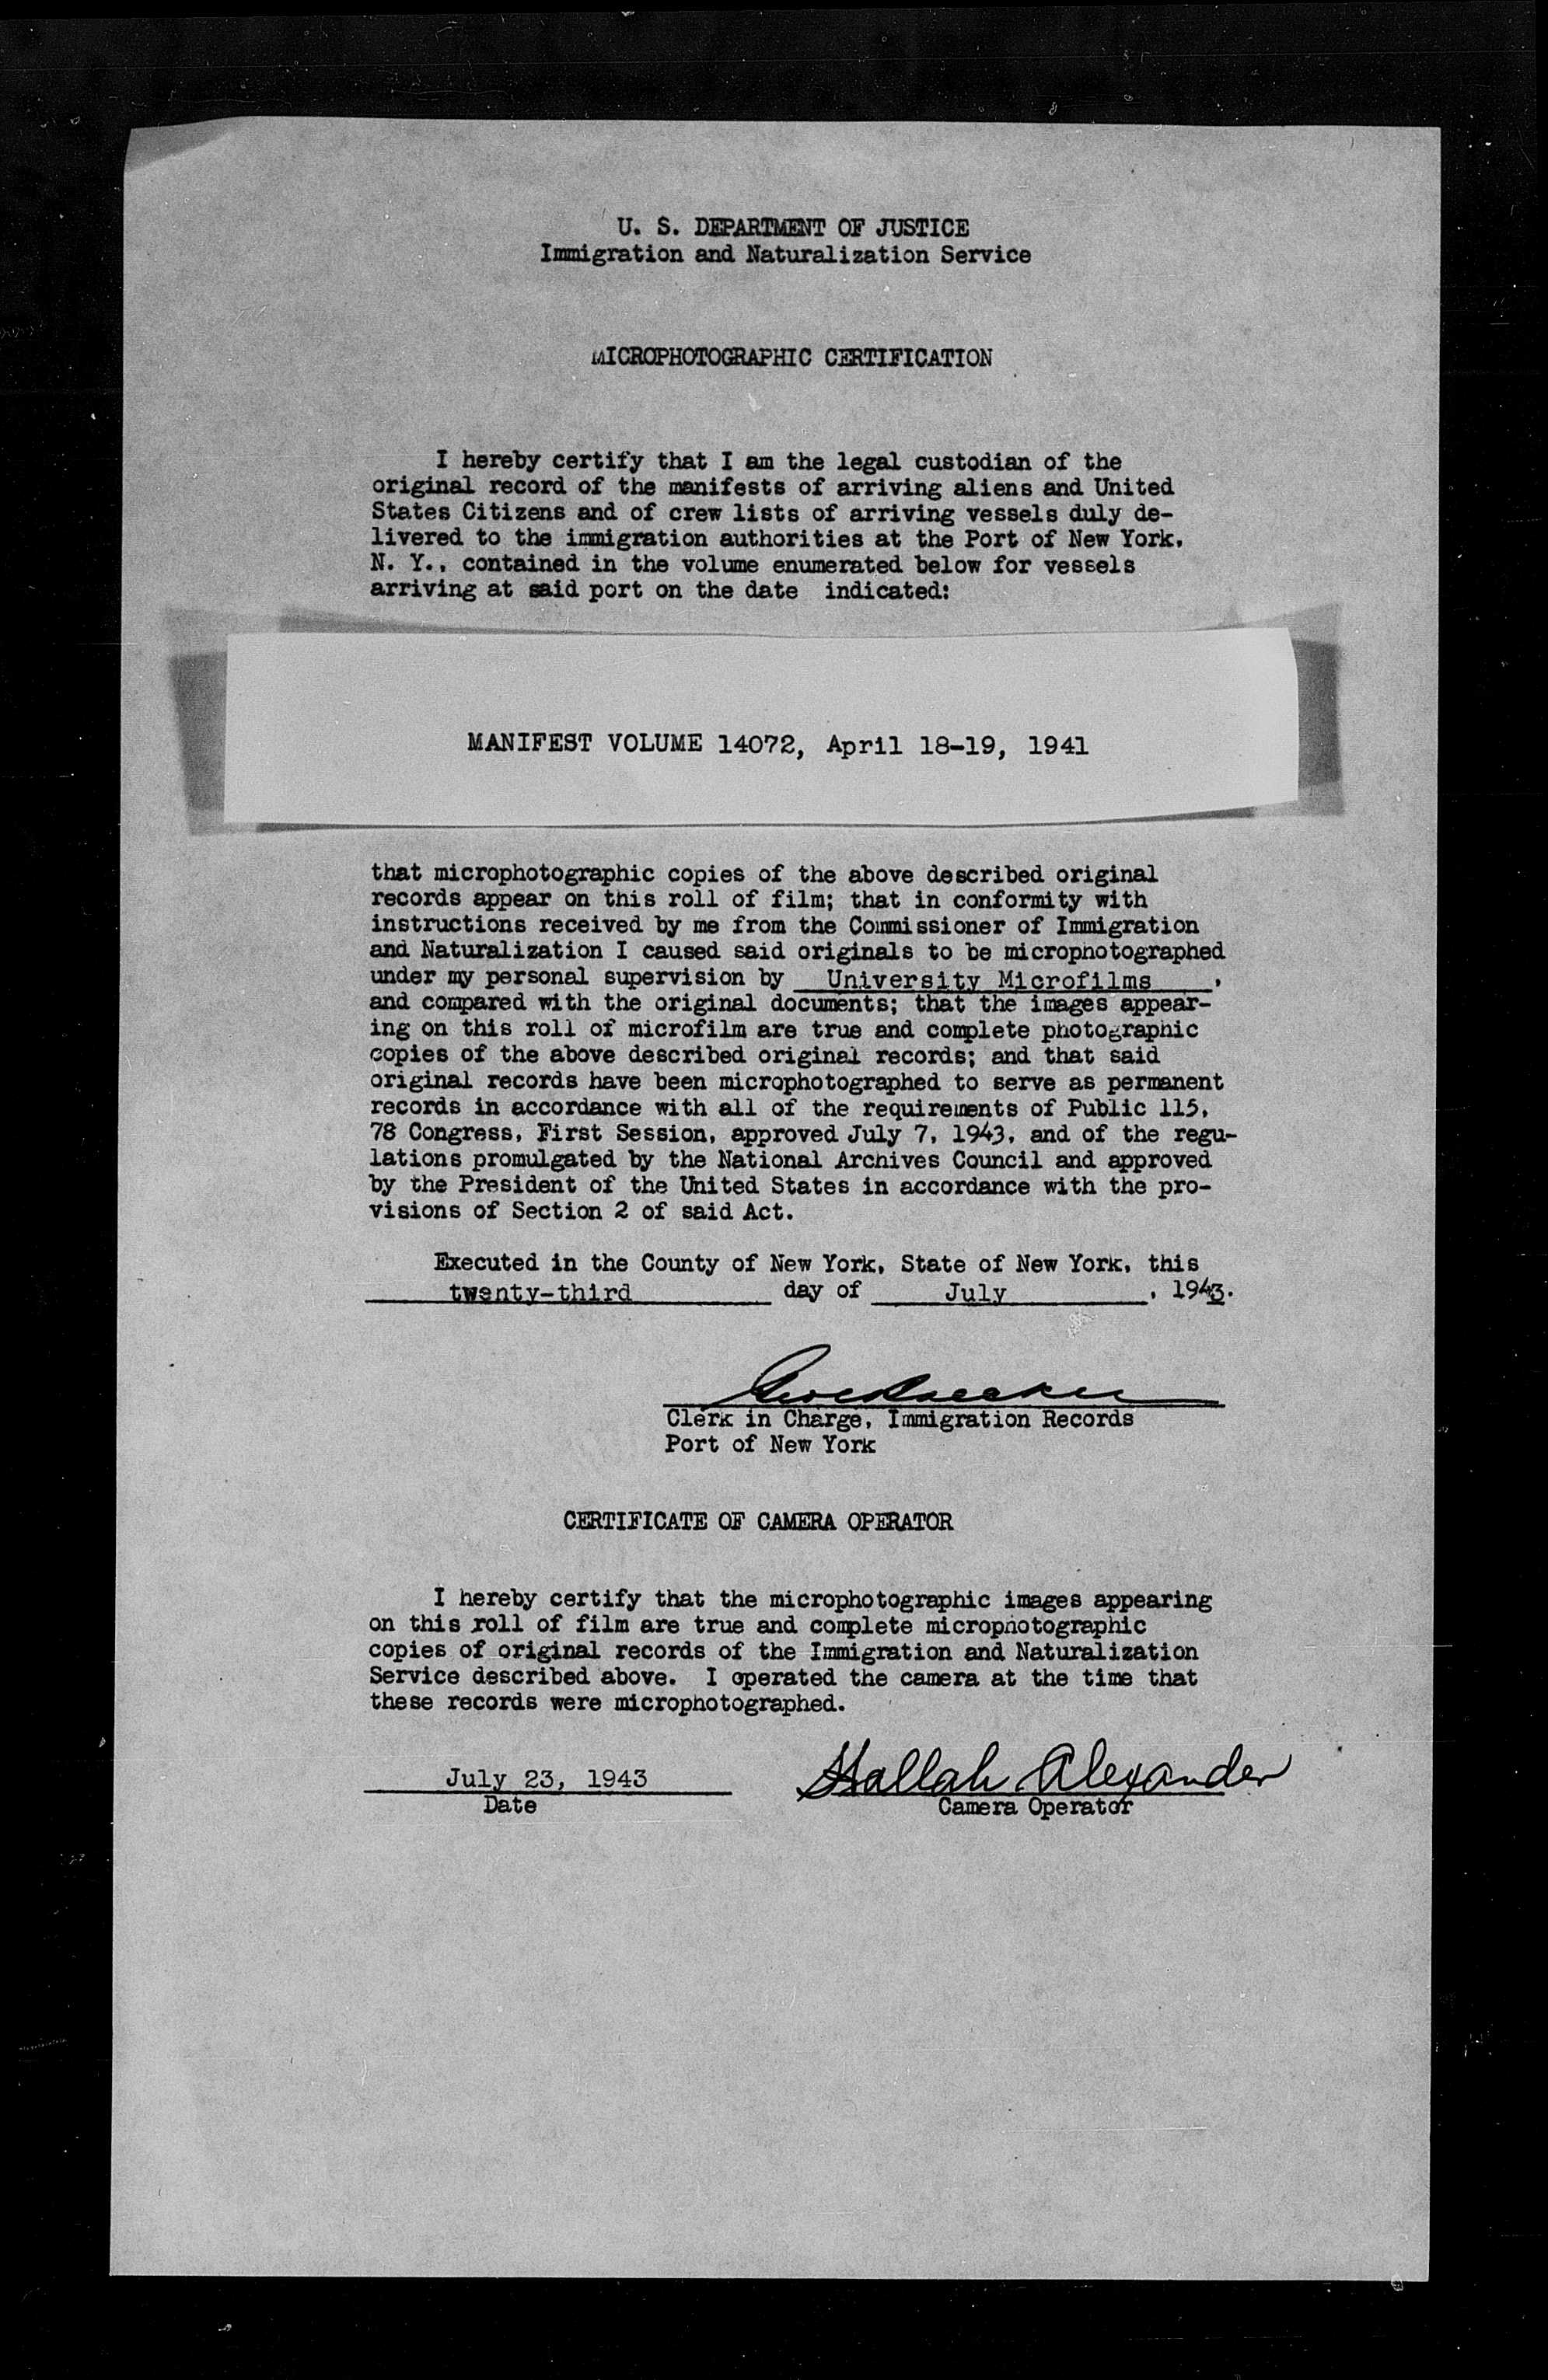 U. S. DEPARTMENT OF JUSTICE
Immigration and Naturalization Service
MICROPHOTOGRAPHIC CERTIFICATION
I hereby certify that I am the legal custodian of the
original record of the manifests of arriving aliens and United
States Citizens and of crew lists of arriving vessels duly de-
livered to the immigration authorities at the Port of New York,
N. Y., contained in the volume enumerated below for vessels
arriving at said port on the date indicated:
MANIFEST VOLUME 14072, April 18-19, 1941
that microphotographic copies of the above described original
records appear on this roll of film; that in conformity with
instructions received by me from the Commissioner of Immigration
and Naturalization I caused said originals to be microphotographed
under my personal supervision by University Microfilms,
and compared with the original documents; that the images appear-
ing on this roll of microfilm are true and complete photographic
copies of the above described original records; and that said
original records have been microphotographed to serve as permanent
records in accordance with all of the requirements of Public 115,
78 Congress, First Session, approved July 7, 1943, and of the regu-
lations promulgated by the National Archives Council and approved
by the President of the United States in accordance with the pro-
visions of Section 2 of said Act.
Executed in the County of New York, State of New York, this
twenty-third day of July, 1943.
Clerk in Charge, Immigration Records
Port of New York
CERTIFICATE OF CAMERA OPERATOR
I hereby certify that the microphotographic images appearing
on this roll of film are true and complete microphotographic
copies of original records of the Immigration and Naturalization
Service described above. I operated the camera at the time that
these records were microphotographed.
July 23, 1943 Hallah Alexander
Date Camera Operator